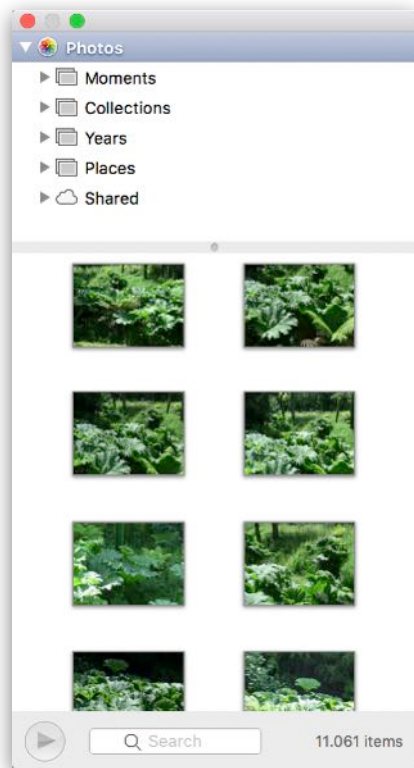 Photos
Moments
Collections
Years
Places
Shared
Search
11.061 items